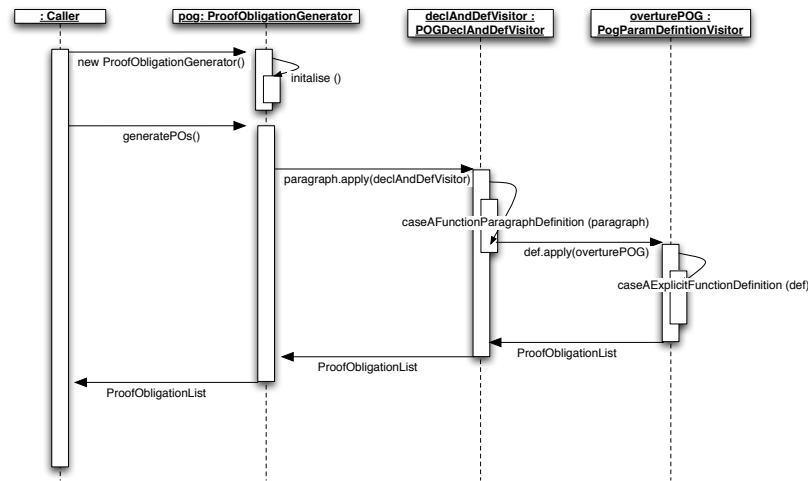 : Caller
pog: ProofObligationGenerator
declAndDefVisitor :
POGDeclAndDefVisitor
overturePOG :
PogParamDefintionVisitor
new ProofObligationGenerator()
initalise ()
generatePOs()
paragraph.apply(declAndDefVisitor)
caseAFunctionParagraphDefinition (paragraph)
def.apply(overturePOG)
caseAExplicitFunctionDefinition (def)
ProofObligationList
ProofObligationList
ProofObligationList